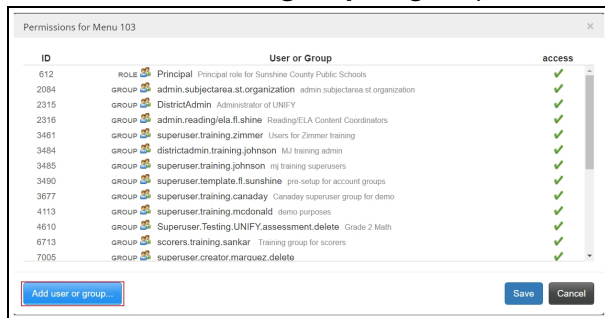 Permissions for Menu 103 ×
ID User or Group access
612 ROLE Principal Principal role for Sunshine County Public Schools
2084 GROUP admin.subjectarea.st.organization admin.subjectarea.st.organization
2315 GROUP DistrictAdmin Administrator of UNIFY
2316 GROUP admin.reading/ela.fl.shine Reading/ELA Content Coordinators
3461 GROUP superuser.training.zimmer Users for Zimmer training
3484 GROUP districtadmin.training.johnson MJ training admin
3485 GROUP superuser.training.johnson mj training superusers
3490 GROUP superuser.template.fl.sunshine pre-setup for account groups
3677 GROUP superuser.training.canaday Canaday superuser group for demo
4113 GROUP superuser.training.mcdonald demo purposes
4610 GROUP Superuser.Testing.UNIFY.assessment.delete Grade 2 Math
6713 GROUP scorers.training.sankar Training group for scorers
7005 GROUP superuser.creator.marquez.delete
Add user or group... Save Cancel